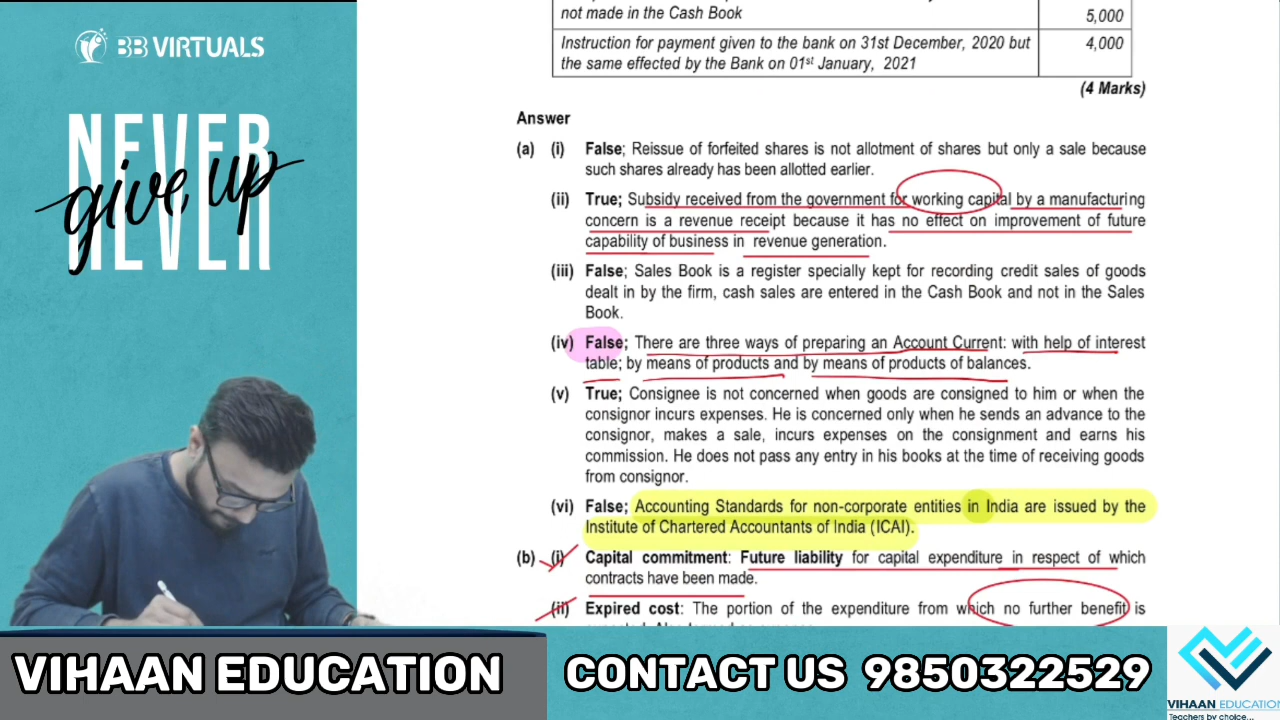 BB VIRTUALS
NEVER
give up
NEVER
not made in the Cash Book 5,000
Instruction for payment given to the bank on 31st December, 2020 but 4,000
the same effected by the Bank on 01st January, 2021
(4 Marks)
Answer
(a) (i) False; Reissue of forfeited shares is not allotment of shares but only a sale because
such shares already has been allotted earlier.
(ii) True; Subsidy received from the government for working capital by a manufacturing
concern is a revenue receipt because it has no effect on improvement of future
capability of business in revenue generation.
(iii) False; Sales Book is a register specially kept for recording credit sales of goods
dealt in by the firm, cash sales are entered in the Cash Book and not in the Sales
Book.
(iv) False; There are three ways of preparing an Account Current: with help of interest
table; by means of products and by means of products of balances.
(v) True; Consignee is not concerned when goods are consigned to him or when the
consignor incurs expenses. He is concerned only when he sends an advance to the
consignor, makes a sale, incurs expenses on the consignment and earns his
commission. He does not pass any entry in his books at the time of receiving goods
from consignor.
(vi) False; Accounting Standards for non-corporate entities in India are issued by the
Institute of Chartered Accountants of India (ICAI).
(b) (i) Capital commitment: Future liability for capital expenditure in respect of which
contracts have been made.
(ii) Expired cost: The portion of the expenditure from which no further benefit is
VIHAAN EDUCATION
CONTACT US 9850322529
VIHAAN EDUCATION
Teachers by choice...